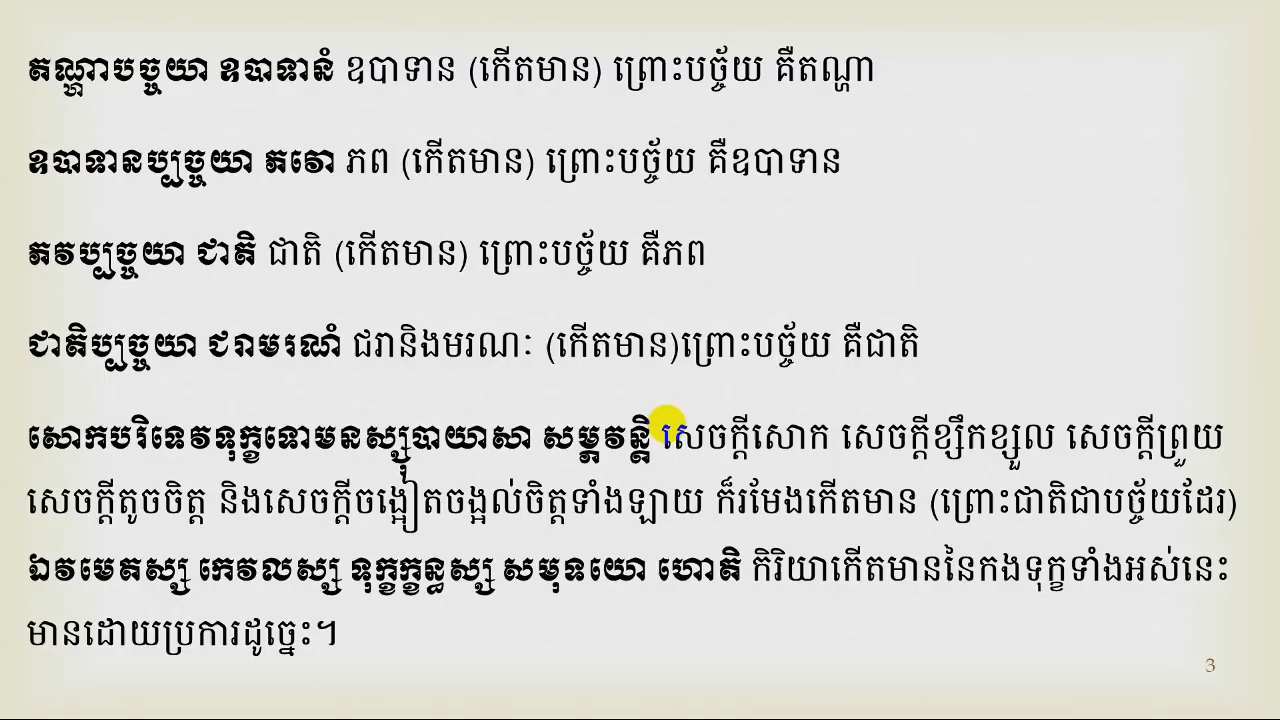 តណ្ហាបច្ចយា ឧបាទានំ ឧបាទាន (កើតមាន) ព្រោះបច្ច័យ គឺតណ្ហា
ឧបាទានប្បច្ចយា ភវោ ភព (កើតមាន) ព្រោះបច្ច័យ គឺឧបាទាន
ភវប្បច្ចយា ជាតិ ជាតិ (កើតមាន) ព្រោះបច្ច័យ គឺភព
ជាតិប្បច្ចយា ជរាមរណំ ជរានិងមរណៈ (កើតមាន)ព្រោះបច្ច័យ គឺជាតិ
សោកបរិទេវទុក្ខទោមនស្សុបាយាសា សម្ភវន្តិ សេចក្តីសោក សេចក្តីខ្សឹកខ្សួល សេចក្តីព្រួយ
សេចក្តីតូចចិត្ត និងសេចក្តីចង្អៀតចង្អល់ចិត្តទាំងឡាយ ក៏រមែងកើតមាន (ព្រោះជាតិជាបច្ច័យដែរ)
ឯវមេតស្ស កេវលស្ស ទុក្ខក្ខន្ធស្ស សមុទយោ ហោតិ កិរិយាកើតមាននៃកងទុក្ខទាំងអស់នេះ
មានដោយប្រការដូច្នេះ។
3